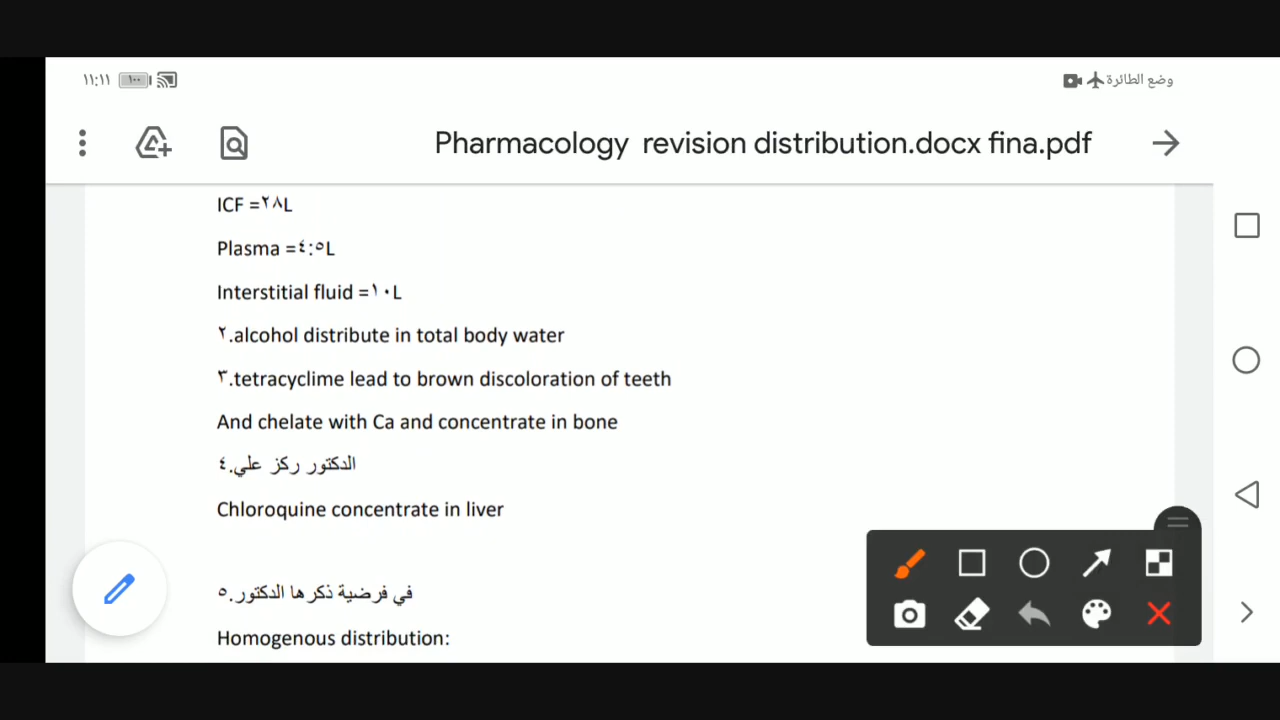 ١١:١١ ١٠٠ وضع الطائرة
Pharmacology revision distribution.docx fina.pdf
ICF =٢٨L
Plasma =٤:٥L
Interstitial fluid =١٠L
٢.alcohol distribute in total body water
٣.tetracyclime lead to brown discoloration of teeth
And chelate with Ca and concentrate in bone
٤.الدكتور ركز علي
Chloroquine concentrate in liver
٥.في فرضية ذكرها الدكتور
Homogenous distribution: